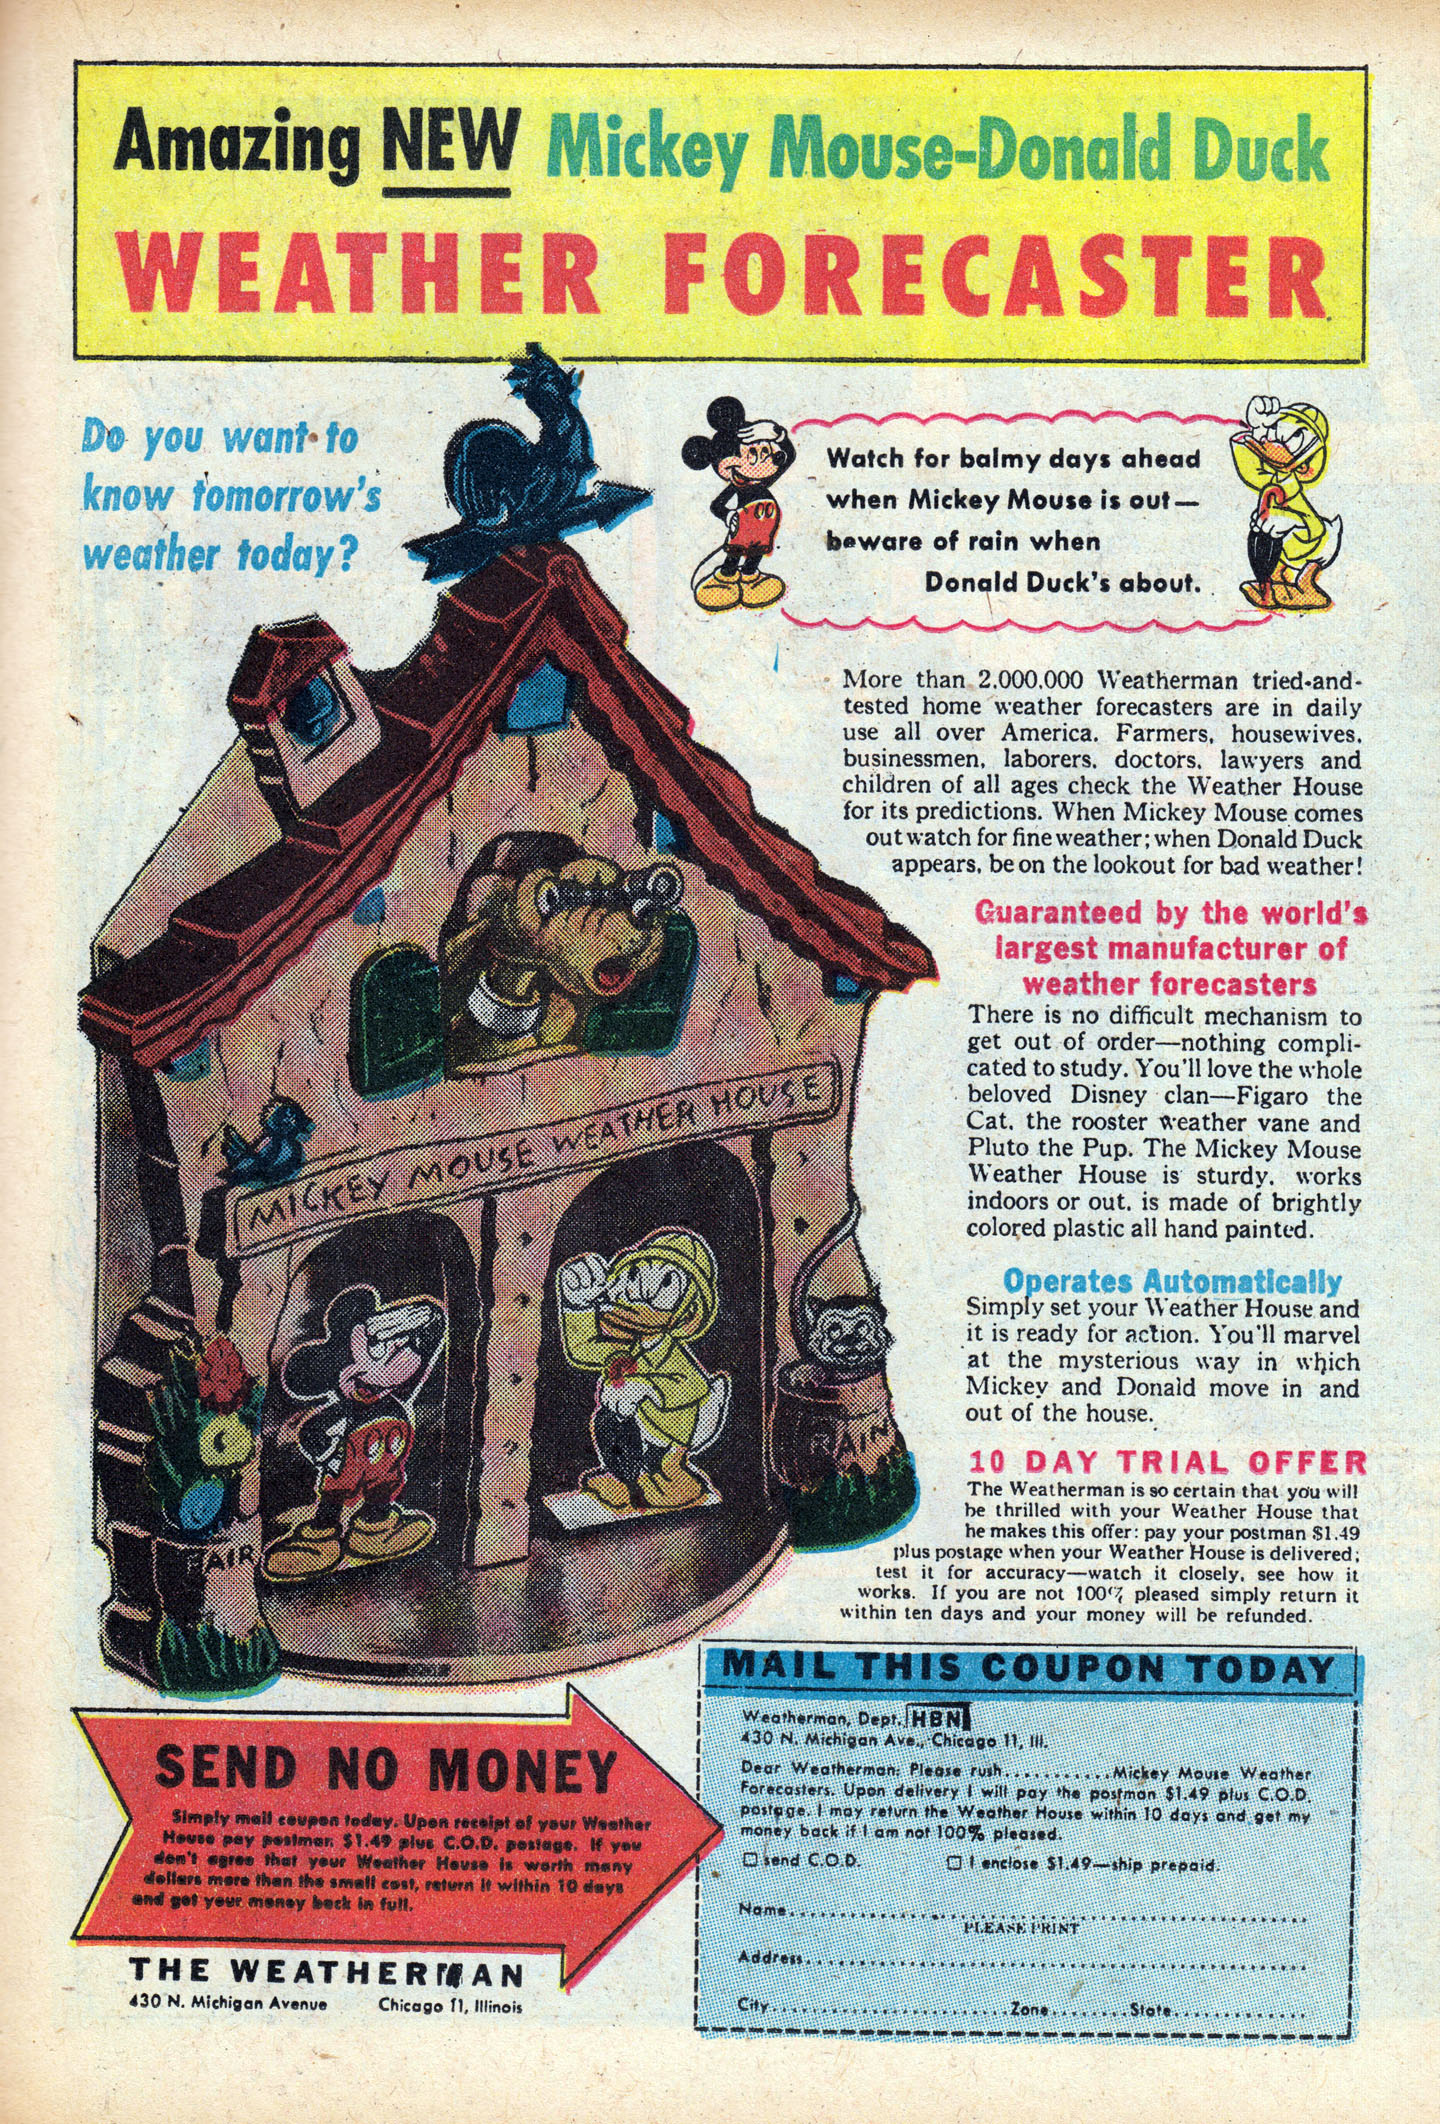 Amazing NEW Mickey Mouse-Donald Duck
WEATHER FORECASTER
Do you want to
know tomorrow's
weather today?
Watch for balmy days ahead
when Mickey Mouse is out—
beware of rain when
Donald Duck's about.
More than 2,000,000 Weatherman tried-and-
tested home weather forecasters are in daily
use all over America. Farmers, housewives,
businessmen, laborers, doctors, lawyers and
children of all ages check the Weather House
for its predictions. When Mickey Mouse comes
out watch for fine weather; when Donald Duck
appears, be on the lookout for bad weather!
Guaranteed by the world's
largest manufacturer of
weather forecasters
There is no difficult mechanism to
get out of order—nothing compli-
cated to study. You'll love the whole
beloved Disney clan—Figaro the
Cat, the rooster weather vane and
Pluto the Pup. The Mickey Mouse
Weather House is sturdy, works
indoors or out, is made of brightly
colored plastic all hand painted.
Operates Automatically
Simply set your Weather House and
it is ready for action. You'll marvel
at the mysterious way in which
Mickey and Donald move in and
out of the house.
10 DAY TRIAL OFFER
The Weatherman is so certain that you will
be thrilled with your Weather House that
he makes this offer: pay your postman $1.49
plus postage when your Weather House is delivered;
test it for accuracy—watch it closely, see how it
works. If you are not 100% pleased simply return it
within ten days and your money will be refunded.
MICKEY MOUSE WEATHER HOUSE
FAIR
RAIN
SEND NO MONEY
Simply mail coupon today. Upon receipt of your Weather
House pay postman $1.49 plus C.O.D. postage. If you
don't agree that your Weather House is worth many
dollars more than the small cost, return it within 10 days
and get your money back in full.
THE WEATHERMAN
430 N. Michigan Avenue Chicago 11, Illinois
MAIL THIS COUPON TODAY
Weatherman, Dept. HBN
430 N. Michigan Ave., Chicago 11, Ill.
Dear Weatherman: Please rush...........Mickey Mouse Weather
Forecasters. Upon delivery I will pay the postman $1.49 plus C.O.D.
postage. I may return the Weather House within 10 days and get my
money back if I am not 100% pleased.
☐ send C.O.D. ☐ I enclose $1.49—ship prepaid.
Name..........................................................
PLEASE PRINT
Address........................................................
City..........................Zone........State..............